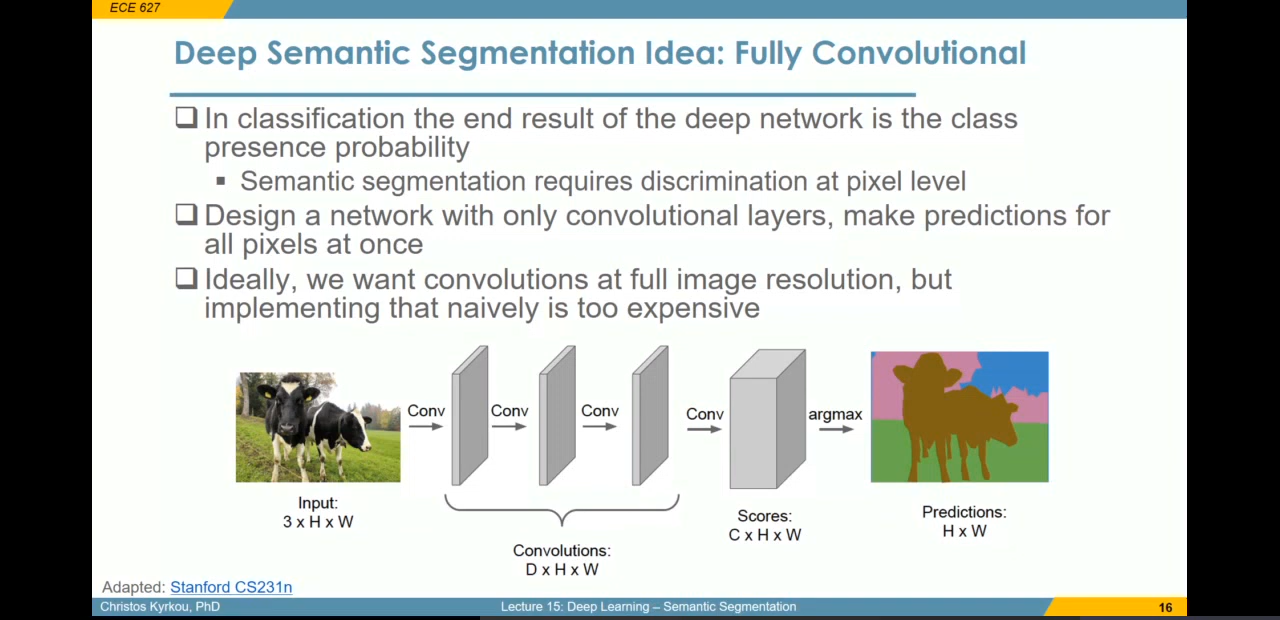 ECE 627
Deep Semantic Segmentation Idea: Fully Convolutional
❑ In classification the end result of the deep network is the class
presence probability
▪ Semantic segmentation requires discrimination at pixel level
❑ Design a network with only convolutional layers, make predictions for
all pixels at once
❑ Ideally, we want convolutions at full image resolution, but
implementing that naively is too expensive
Conv
Conv
Conv
Conv
argmax
Input:
3 x H x W
Convolutions:
D x H x W
Scores:
C x H x W
Predictions:
H x W
Adapted: Stanford CS231n
Christos Kyrkou, PhD
Lecture 15: Deep Learning – Semantic Segmentation
16